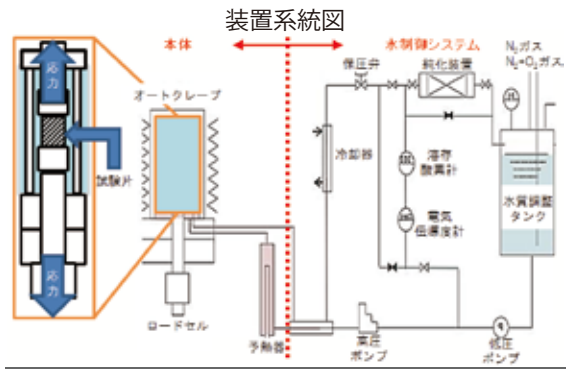 装置系統図
本体
水制御システム
N₂ガス
N₂+O₂ガス,
保圧弁
純化装置
応力
オートクレーブ
試験片
冷却器
溶存
酸素計
電気
伝導度計
水質調整
タンク
応力
ロードセル
予熱器
高圧
ポンプ
低圧
ポンプ